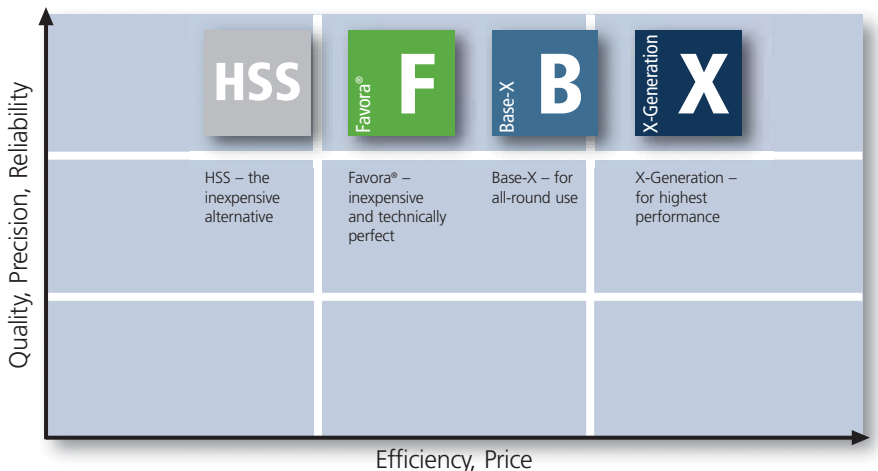 Quality, Precision, Reliability
HSS
Favora®
F
Base-X
B
X-Generation
X
HSS – the
inexpensive
alternative
Favora® –
inexpensive
and technically
perfect
Base-X – for
all-round use
X-Generation –
for highest
performance
Efficiency, Price